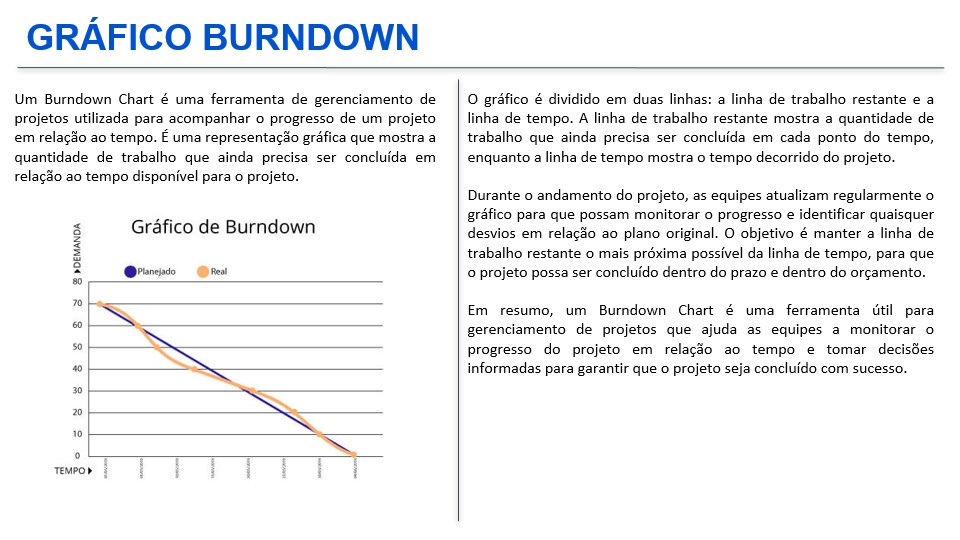 GRÁFICO BURNDOWN
Um Burndown Chart é uma ferramenta de gerenciamento de
projetos utilizada para acompanhar o progresso de um projeto
em relação ao tempo. É uma representação gráfica que mostra a
quantidade de trabalho que ainda precisa ser concluída em
relação ao tempo disponível para o projeto.
Gráfico de Burndown
DEMANDA
Planejado
Real
80
70
60
50
40
30
20
10
0
TEMPO
O gráfico é dividido em duas linhas: a linha de trabalho restante e a
linha de tempo. A linha de trabalho restante mostra a quantidade de
trabalho que ainda precisa ser concluída em cada ponto do tempo,
enquanto a linha de tempo mostra o tempo decorrido do projeto.
Durante o andamento do projeto, as equipes atualizam regularmente o
gráfico para que possam monitorar o progresso e identificar quaisquer
desvios em relação ao plano original. O objetivo é manter a linha de
trabalho restante o mais próxima possível da linha de tempo, para que
o projeto possa ser concluído dentro do prazo e dentro do orçamento.
Em resumo, um Burndown Chart é uma ferramenta útil para
gerenciamento de projetos que ajuda as equipes a monitorar o
progresso do projeto em relação ao tempo e tomar decisões
informadas para garantir que o projeto seja concluído com sucesso.